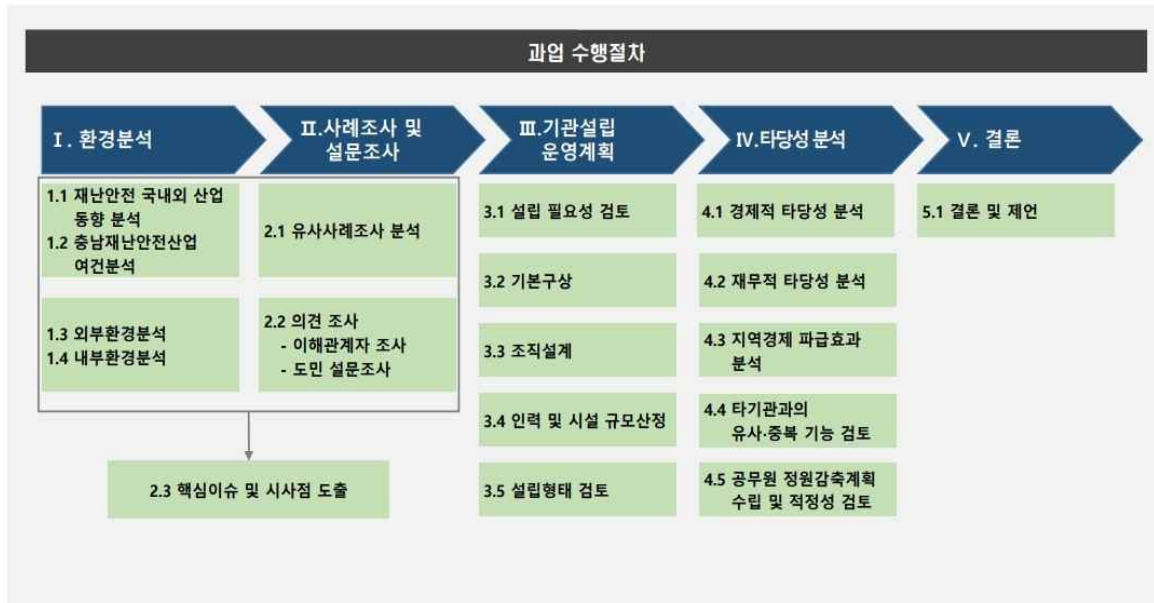 과업 수행절차
Ⅰ. 환경분석
Ⅱ.사례조사 및
설문조사
Ⅲ.기관설립
운영계획
Ⅳ.타당성 분석
Ⅴ. 결론
1.1 재난안전 국내외 산업
동향 분석
1.2 충남재난안전산업
여건분석
1.3 외부환경분석
1.4 내부환경분석
2.1 유사사례조사 분석
2.2 의견 조사
- 이해관계자 조사
- 도민 설문조사
2.3 핵심이슈 및 시사점 도출
3.1 설립 필요성 검토
3.2 기본구상
3.3 조직설계
3.4 인력 및 시설 규모산정
3.5 설립형태 검토
4.1 경제적 타당성 분석
4.2 재무적 타당성 분석
4.3 지역경제 파급효과
분석
4.4 타기관과의
유사·중복 기능 검토
4.5 공무원 정원감축계획
수립 및 적정성 검토
5.1 결론 및 제언